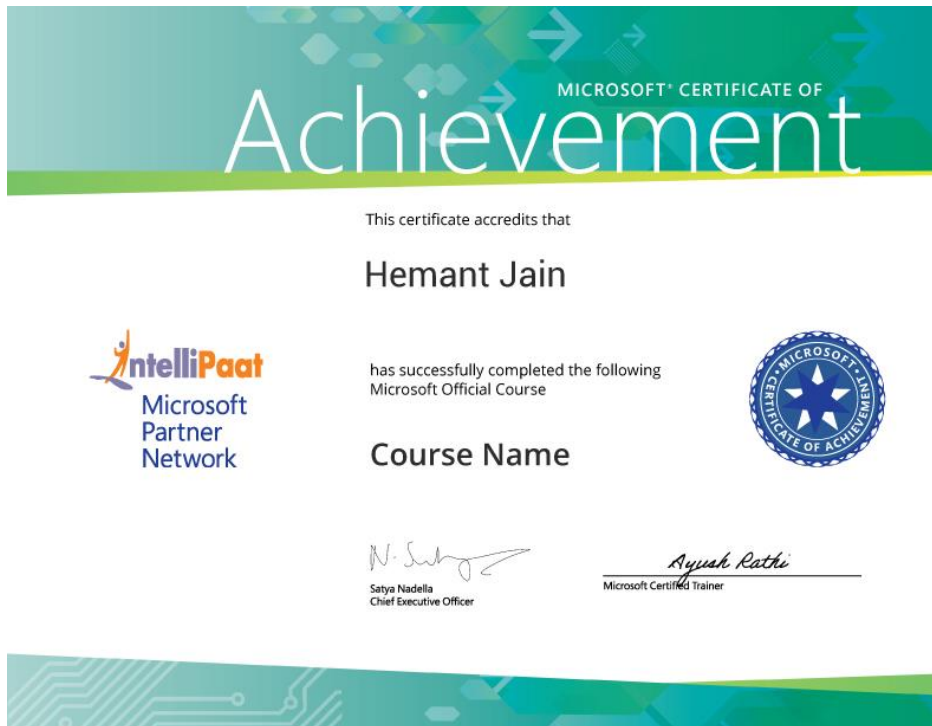 MICROSOFT® CERTIFICATE OF
Achievement
This certificate accredits that
Hemant Jain
IntelliPaat
Microsoft
Partner
Network
has successfully completed the following
Microsoft Official Course
MICROSOFT • CERTIFICATE OF ACHIEVEMENT •
Course Name
N. Satya
Satya Nadella
Chief Executive Officer
Ayush Rathi
Microsoft Certified Trainer